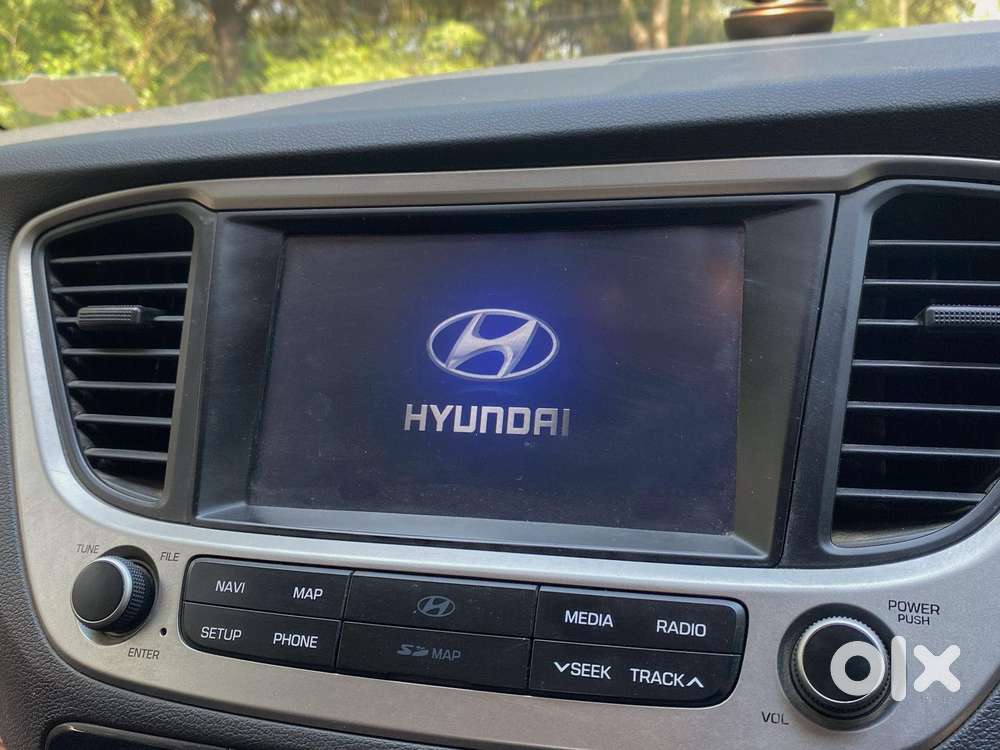 HYUNDAI
TUNE
FILE
ENTER
NAVI MAP
SETUP PHONE
SD MAP
MEDIA RADIO
SEEK TRACK
POWER
PUSH
VOL
olx